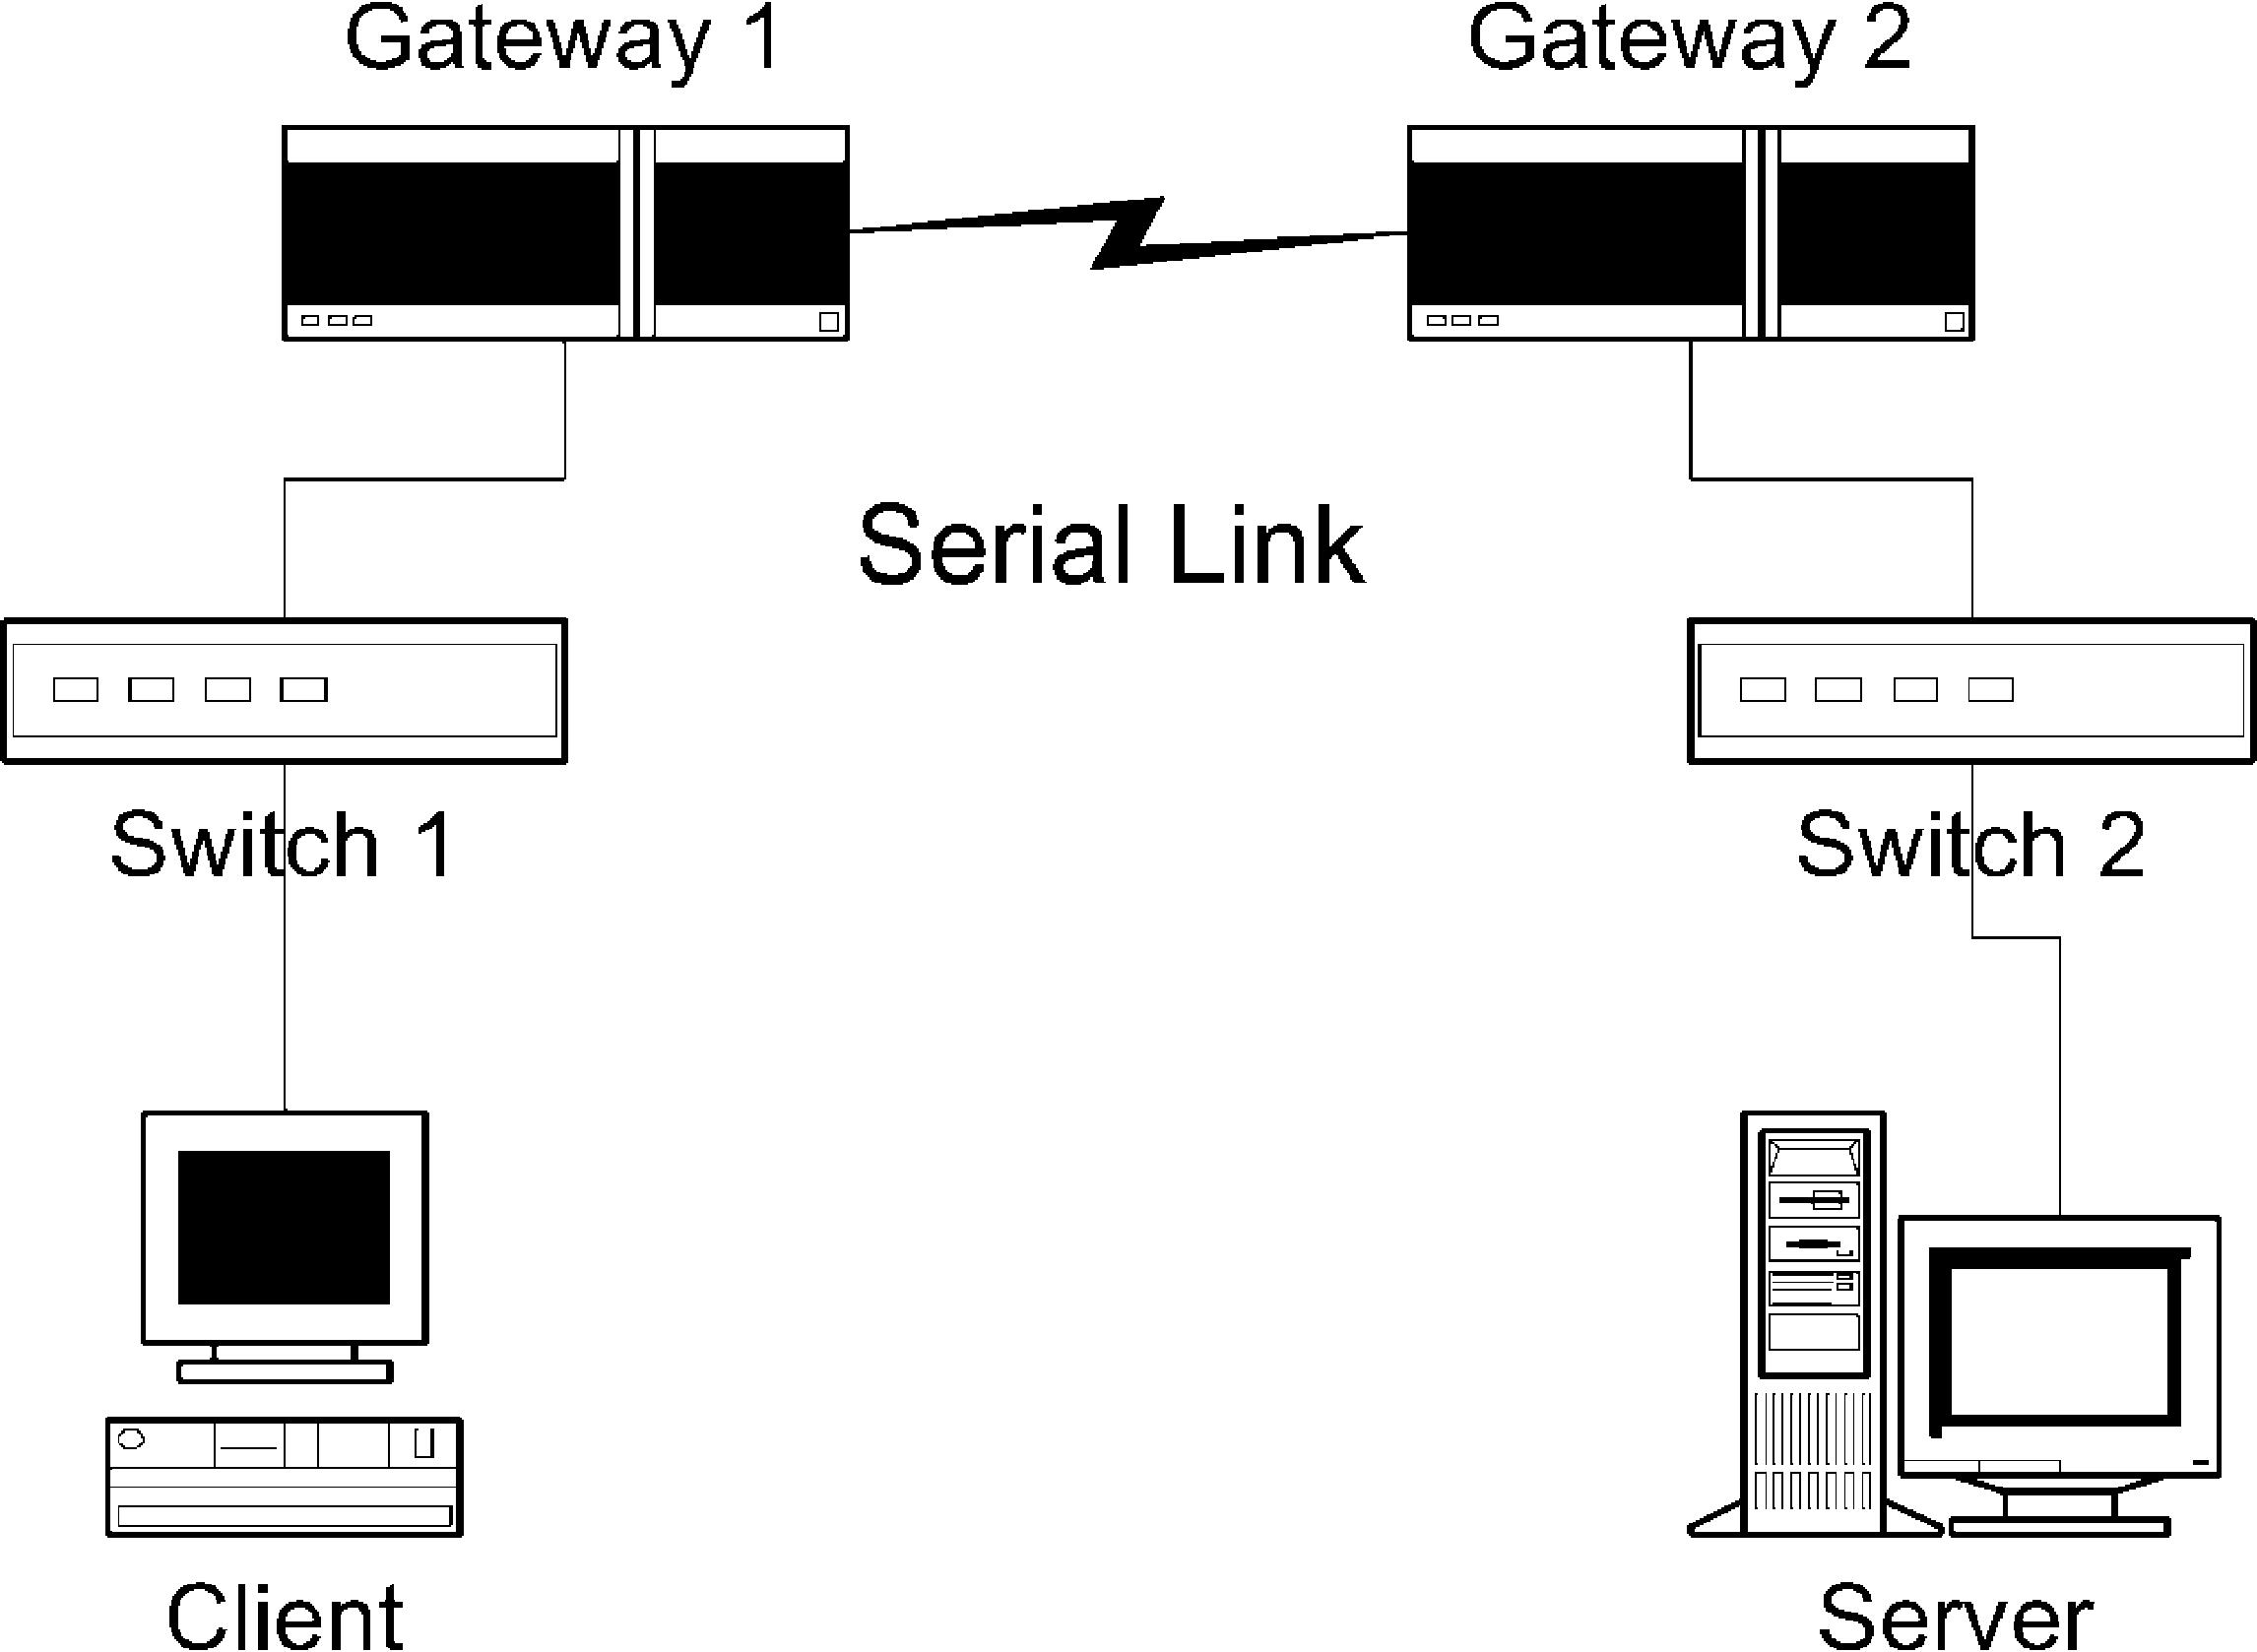 Gateway 1
Gateway 2
Serial Link
Switch 1
Switch 2
Client
Server